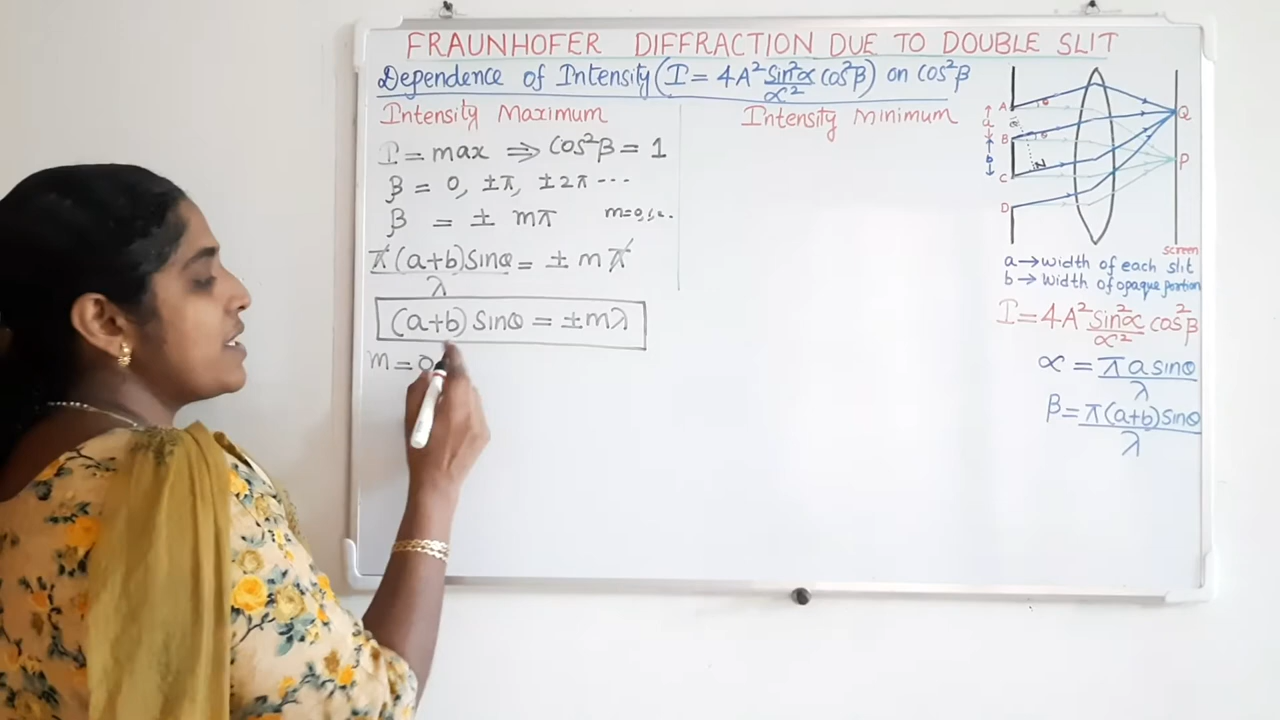 FRAUNHOFER DIFFRACTION DUE TO DOUBLE SLIT
Dependence of Intensity (I = 4A² sin²α/α² cos²β) on cos²β
Intensity Maximum
I = max ⇒ cos²β = 1
β = 0, ±π, ±2π ...
β = ± mπ m=0,1,2..
π(a+b)sinθ/λ = ± mπ
(a+b) sinθ = ±mλ
m = 0
Intensity Minimum
A
a
B
b
C
D
θ
θ
N
Q
P
screen
a → width of each slit
b → width of opaque portion
I = 4A² sin²α/α² cos²β
α = π a sinθ/λ
β = π(a+b) sinθ/λ